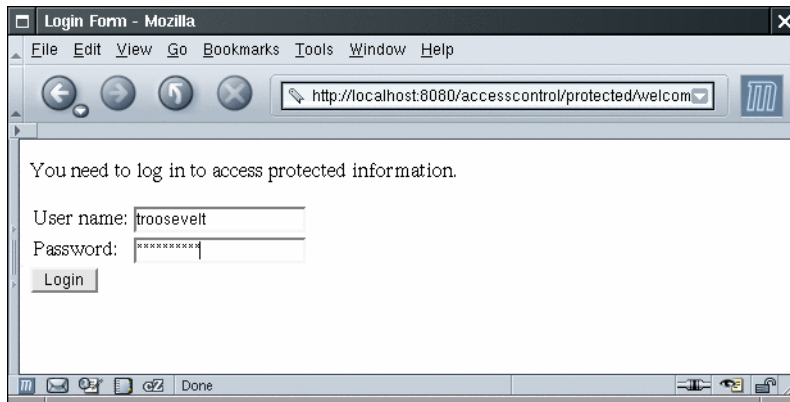 Login Form - Mozilla
File Edit View Go Bookmarks Tools Window Help
http://localhost:8080/accesscontrol/protected/welcom
You need to log in to access protected information.
User name: troosevelt
Password: **********
Login
Done